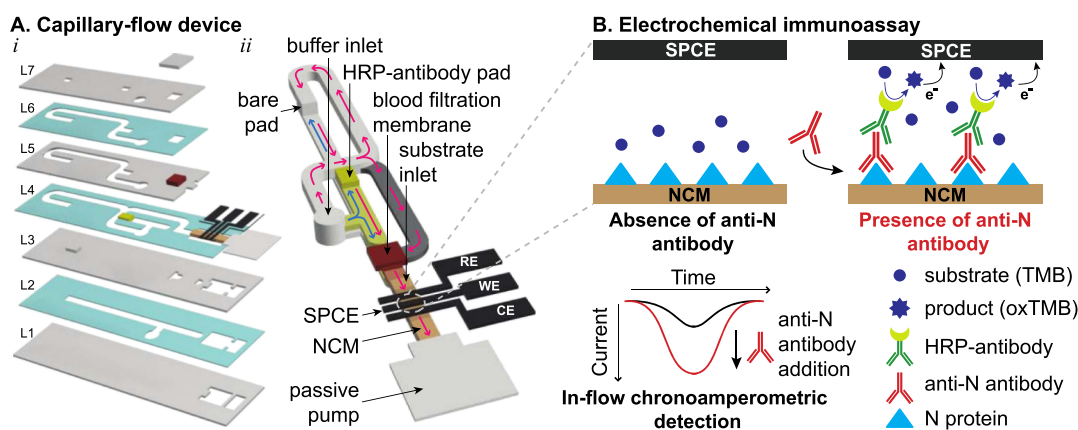 A. Capillary-flow device
i
ii
L7
L6
L5
L4
L3
L2
L1
buffer inlet
HRP-antibody pad
blood filtration
membrane
substrate
inlet
bare
pad
RE
WE
CE
SPCE
NCM
passive
pump
B. Electrochemical immunoassay
SPCE
NCM
Absence of anti-N
antibody
SPCE
e-
e-
NCM
Presence of anti-N
antibody
Time
Current
anti-N
antibody
addition
In-flow chronoamperometric
detection
substrate (TMB)
product (oxTMB)
HRP-antibody
anti-N antibody
N protein